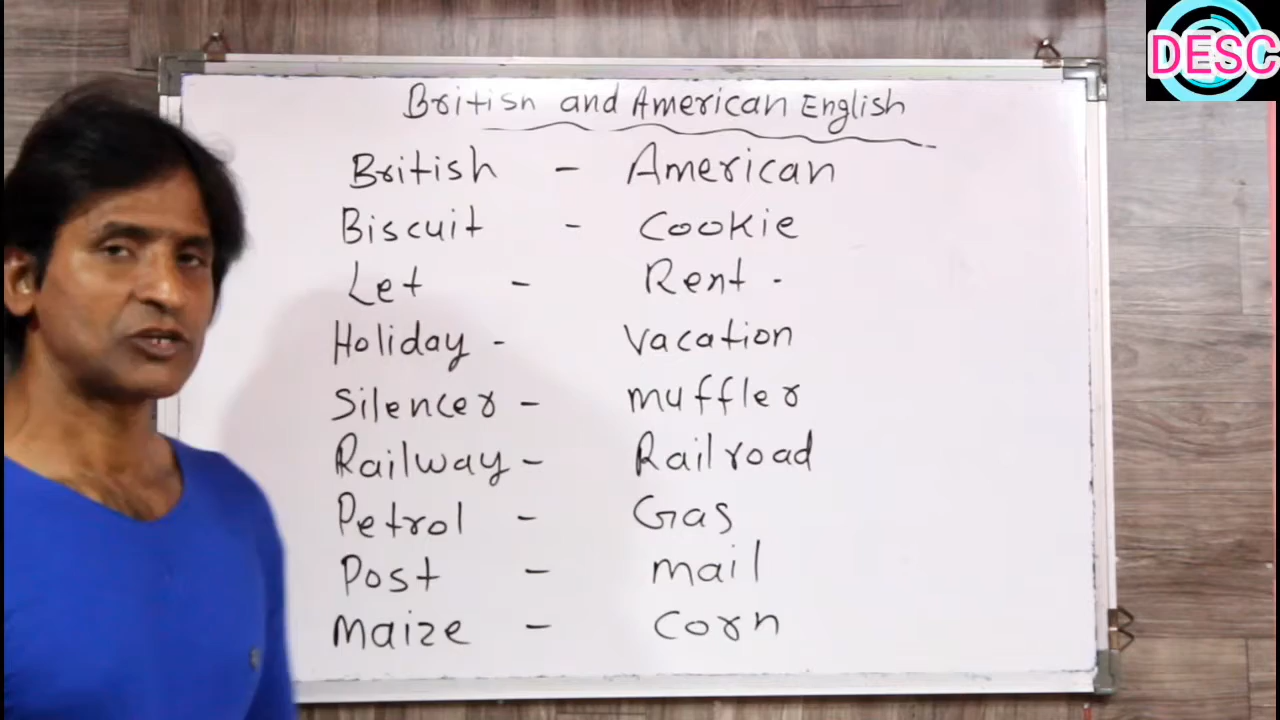 DESC
British and American English
British - American
Biscuit - Cookie
Let - Rent -
Holiday - Vacation
Silencer - muffler
Railway - Railroad
Petrol - Gas
Post - mail
Maize - Corn